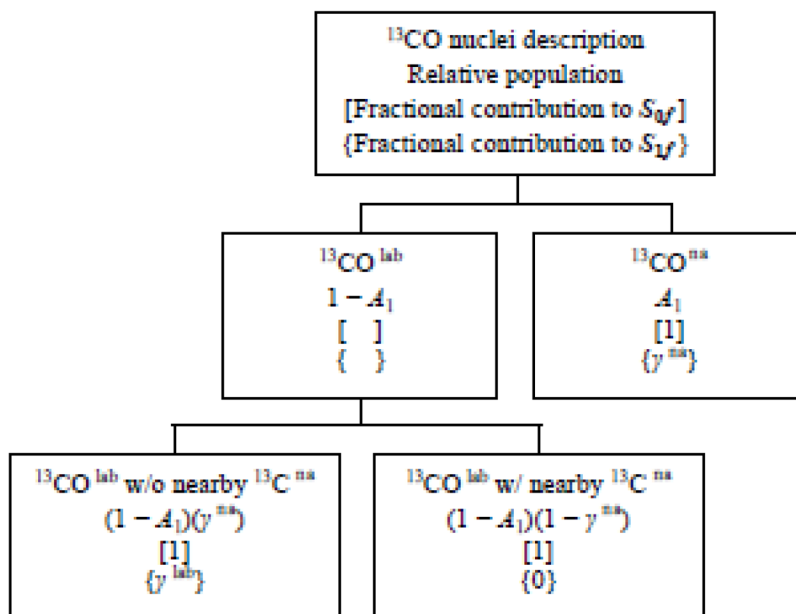 ¹³CO nuclei description
Relative population
[Fractional contribution to S₀,f]
{Fractional contribution to S₁,f}
¹³CO ˡᵃᵇ
1 − A₁
[ ]
{ }
¹³CO ⁿᵃ
A₁
[1]
{γ ⁿᵃ}
¹³CO ˡᵃᵇ w/o nearby ¹³C ⁿᵃ
(1 − A₁)(γ ⁿᵃ)
[1]
{γ ˡᵃᵇ}
¹³CO ˡᵃᵇ w/ nearby ¹³C ⁿᵃ
(1 − A₁)(1 − γ ⁿᵃ)
[1]
{0}